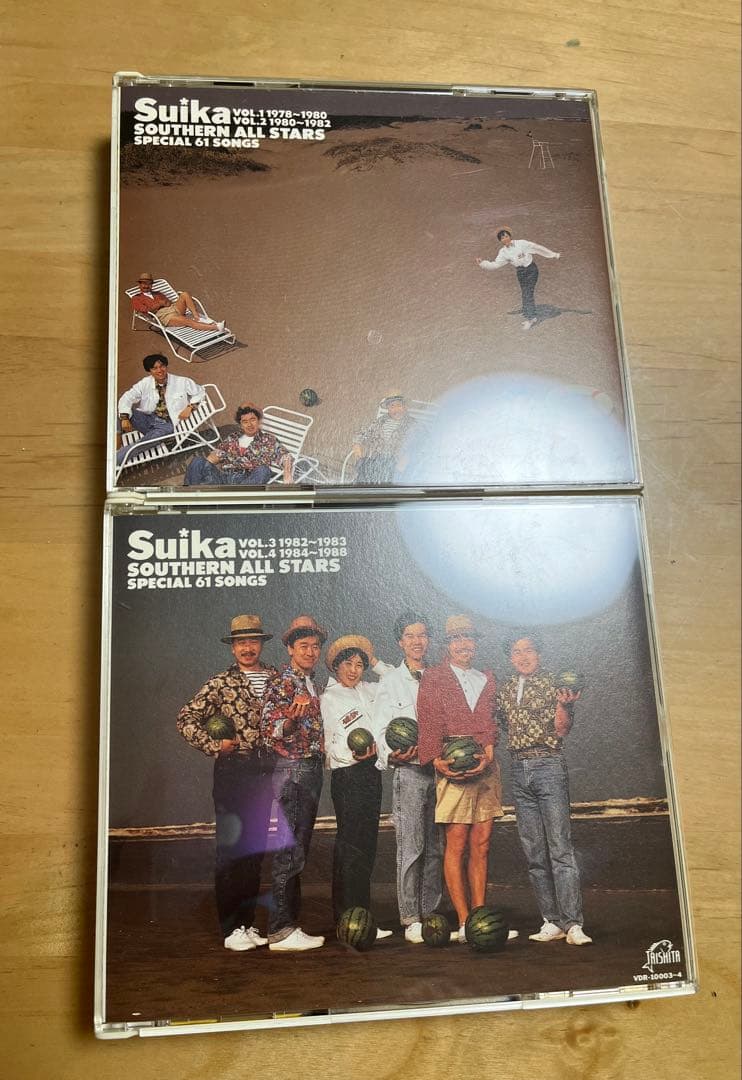 Suika VOL.1 1978~1980
VOL.2 1980~1982
SOUTHERN ALL STARS
SPECIAL 61 SONGS
Suika VOL.3 1982~1983
VOL.4 1984~1988
SOUTHERN ALL STARS
SPECIAL 61 SONGS
TAISHITA
VDR-10003~4